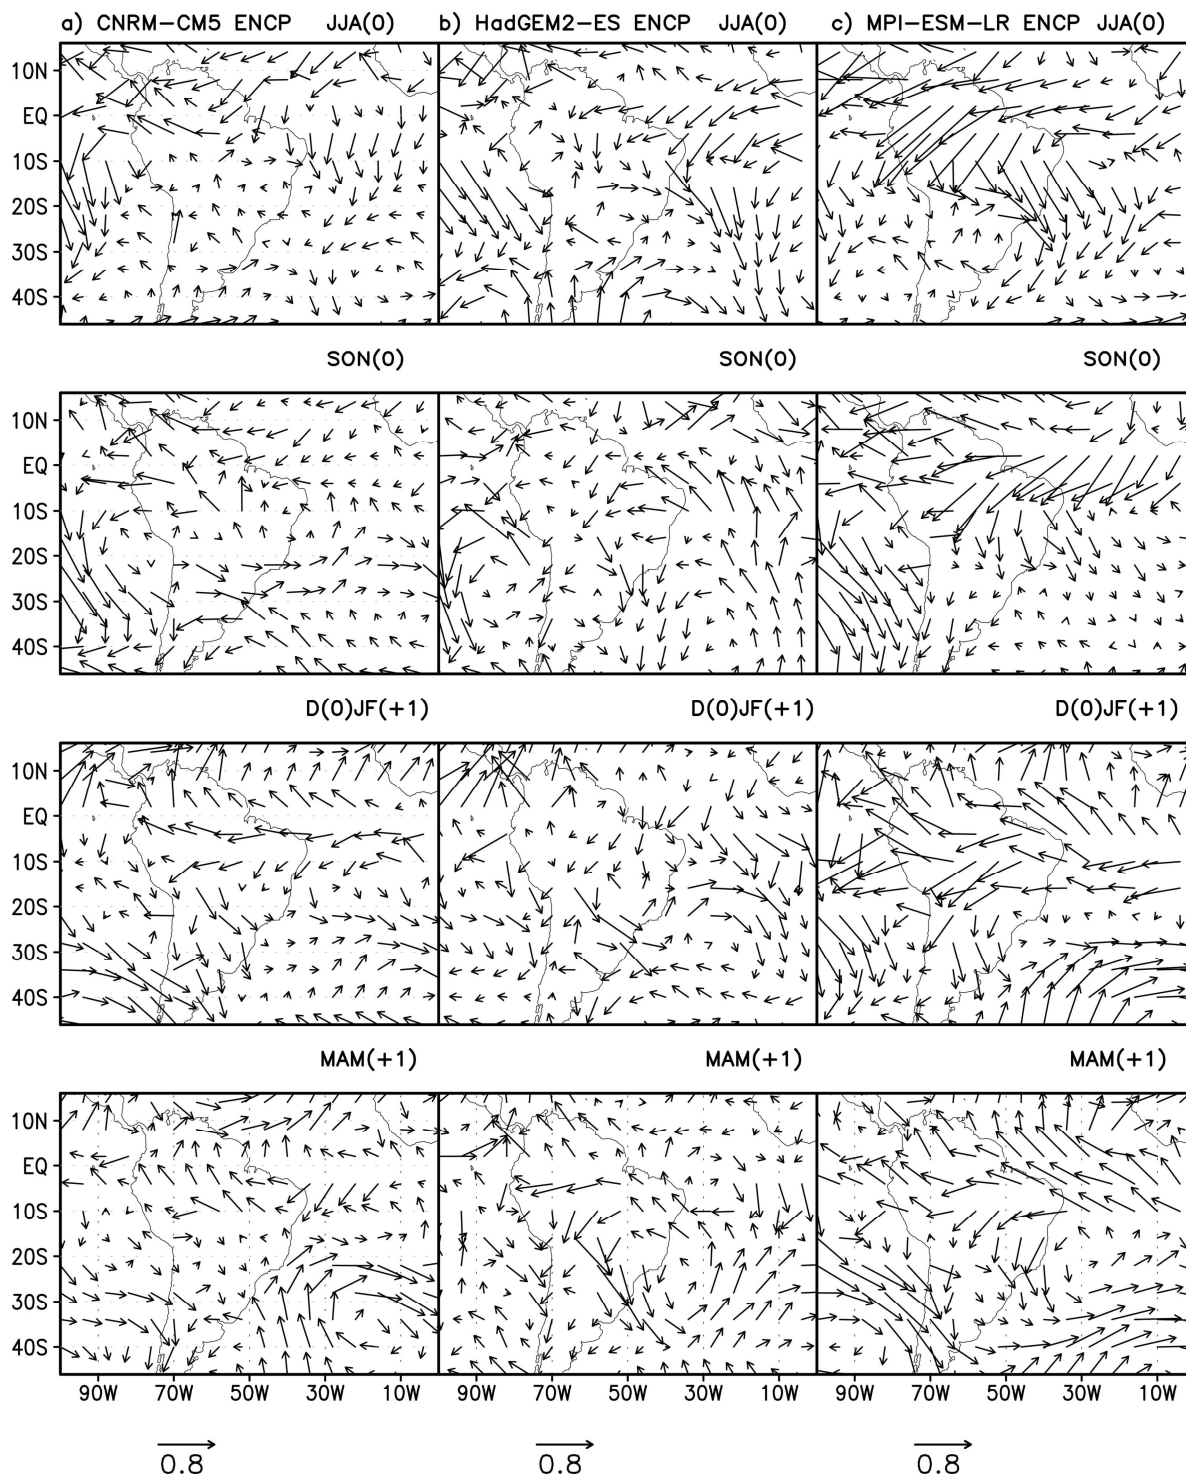 a) CNRM-CM5 ENCP JJA(0) b) HadGEM2-ES ENCP JJA(0) c) MPI-ESM-LR ENCP JJA(0)
10N
EQ
10S
20S
30S
40S
SON(0) SON(0) SON(0)
10N
EQ
10S
20S
30S
40S
D(0)JF(+1) D(0)JF(+1) D(0)JF(+1)
10N
EQ
10S
20S
30S
40S
MAM(+1) MAM(+1) MAM(+1)
10N
EQ
10S
20S
30S
40S
90W 70W 50W 30W 10W 90W 70W 50W 30W 10W 90W 70W 50W 30W 10W
0.8 0.8 0.8